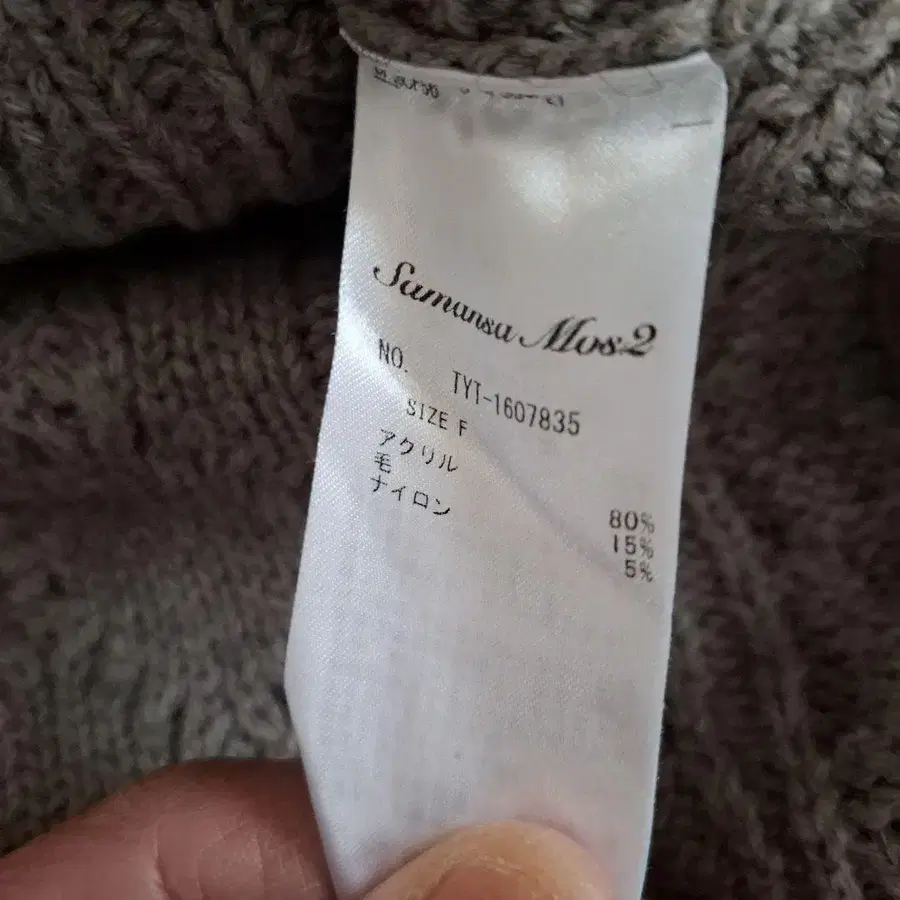 Samansa Mos2
NO. TYT-1607835
SIZE F
アクリル 80%
毛 15%
ナイロン 5%